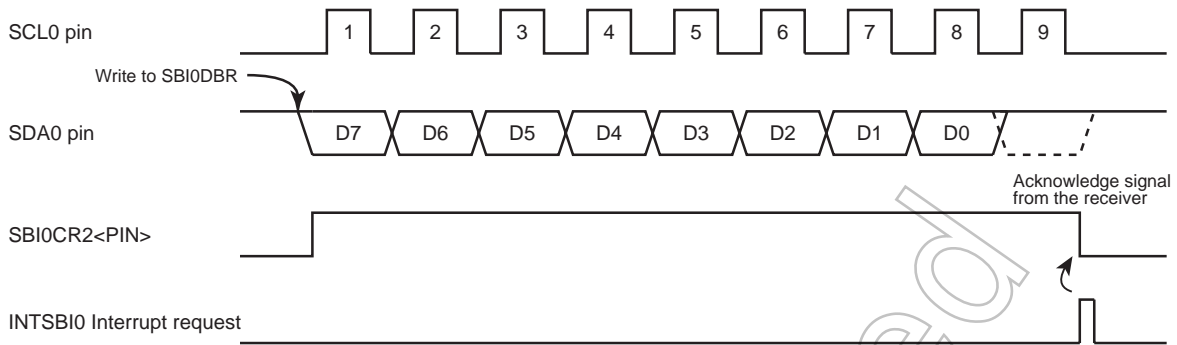 SCL0 pin
1 2 3 4 5 6 7 8 9
Write to SBI0DBR
SDA0 pin
D7 D6 D5 D4 D3 D2 D1 D0
Acknowledge signal
from the receiver
SBI0CR2<PIN>
INTSBI0 Interrupt request